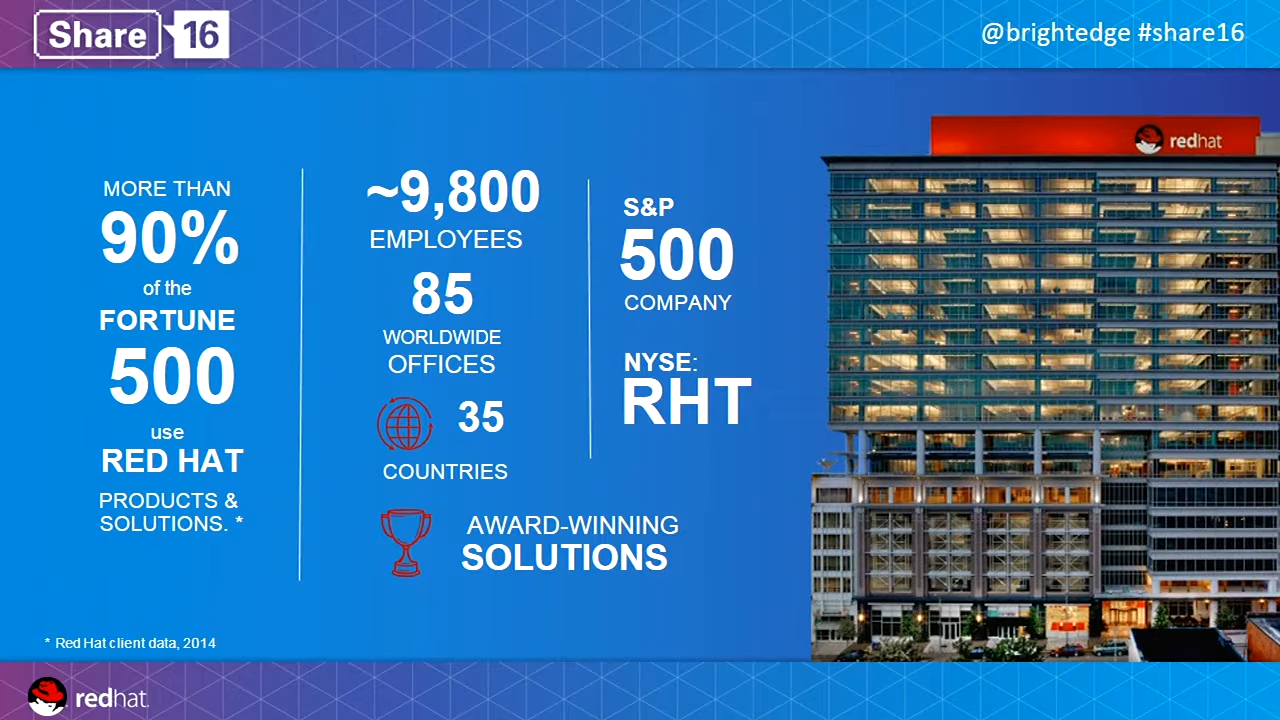 Share 16
@brightedge #share16
MORE THAN
90%
of the
FORTUNE
500
use
RED HAT
PRODUCTS &
SOLUTIONS. *
~9,800
EMPLOYEES
85
WORLDWIDE
OFFICES
35
COUNTRIES
AWARD-WINNING
SOLUTIONS
S&P
500
COMPANY
NYSE:
RHT
redhat
* Red Hat client data, 2014
redhat.